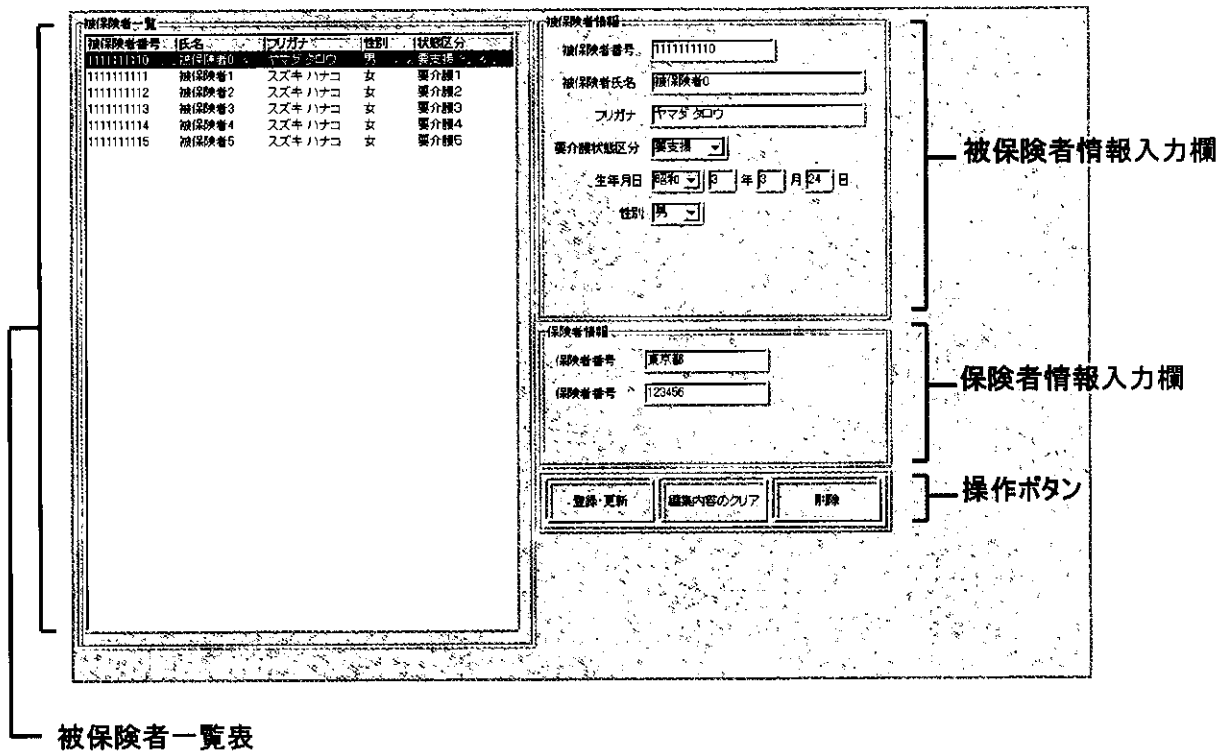 被保険者一覧
被保険者番号 氏名 フリガナ 性別 状態区分
1111111110 被保険者0 ヤマダ タロウ 男 要支援
1111111111 被保険者1 スズキ ハナコ 女 要介護1
1111111112 被保険者2 スズキ ハナコ 女 要介護2
1111111113 被保険者3 スズキ ハナコ 女 要介護3
1111111114 被保険者4 スズキ ハナコ 女 要介護4
1111111115 被保険者5 スズキ ハナコ 女 要介護5
被保険者情報
被保険者番号 1111111110
被保険者氏名 被保険者0
フリガナ ヤマダ タロウ
要介護状態区分 要支援
生年月日 昭和 3 年 3 月 24 日
性別 男
被保険者情報入力欄
保険者情報
保険者番号 東京都
保険者番号 123456
保険者情報入力欄
登録・更新 編集内容のクリア 削除
操作ボタン
被保険者一覧表